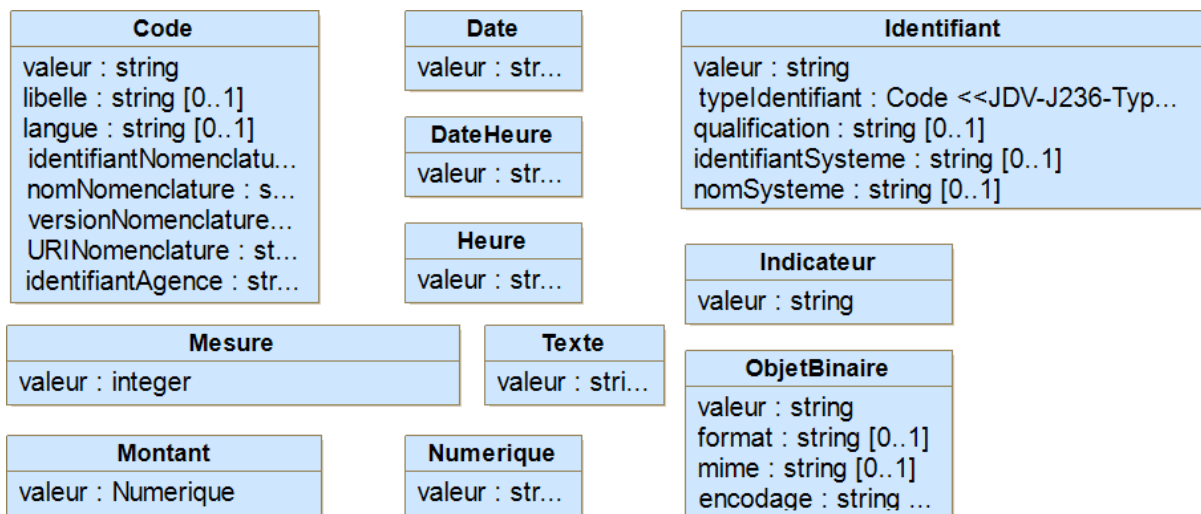 Code
valeur : string
libelle : string [0..1]
langue : string [0..1]
identifiantNomenclatu...
nomNomenclature : s...
versionNomenclature...
URINomenclature : st...
identifiantAgence : str...
Date
valeur : str...
DateHeure
valeur : str...
Heure
valeur : str...
Identifiant
valeur : string
typeIdentifiant : Code <<JDV-J236-Typ...
qualification : string [0..1]
identifiantSysteme : string [0..1]
nomSysteme : string [0..1]
Indicateur
valeur : string
Mesure
valeur : integer
Texte
valeur : stri...
ObjetBinaire
valeur : string
format : string [0..1]
mime : string [0..1]
encodage : string ...
Montant
valeur : Numerique
Numerique
valeur : str...